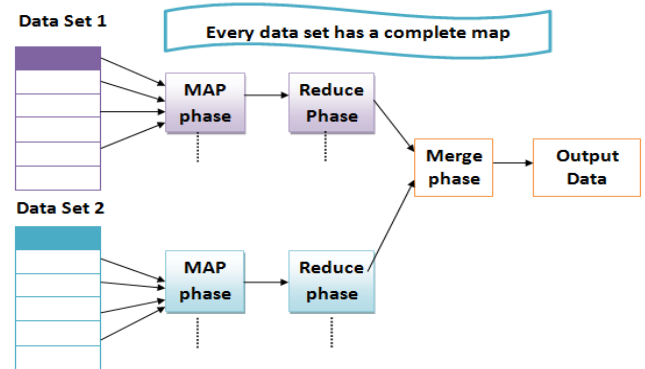 Data Set 1
Every data set has a complete map
MAP
phase
Reduce
Phase
Merge
phase
Output
Data
Data Set 2
MAP
phase
Reduce
phase